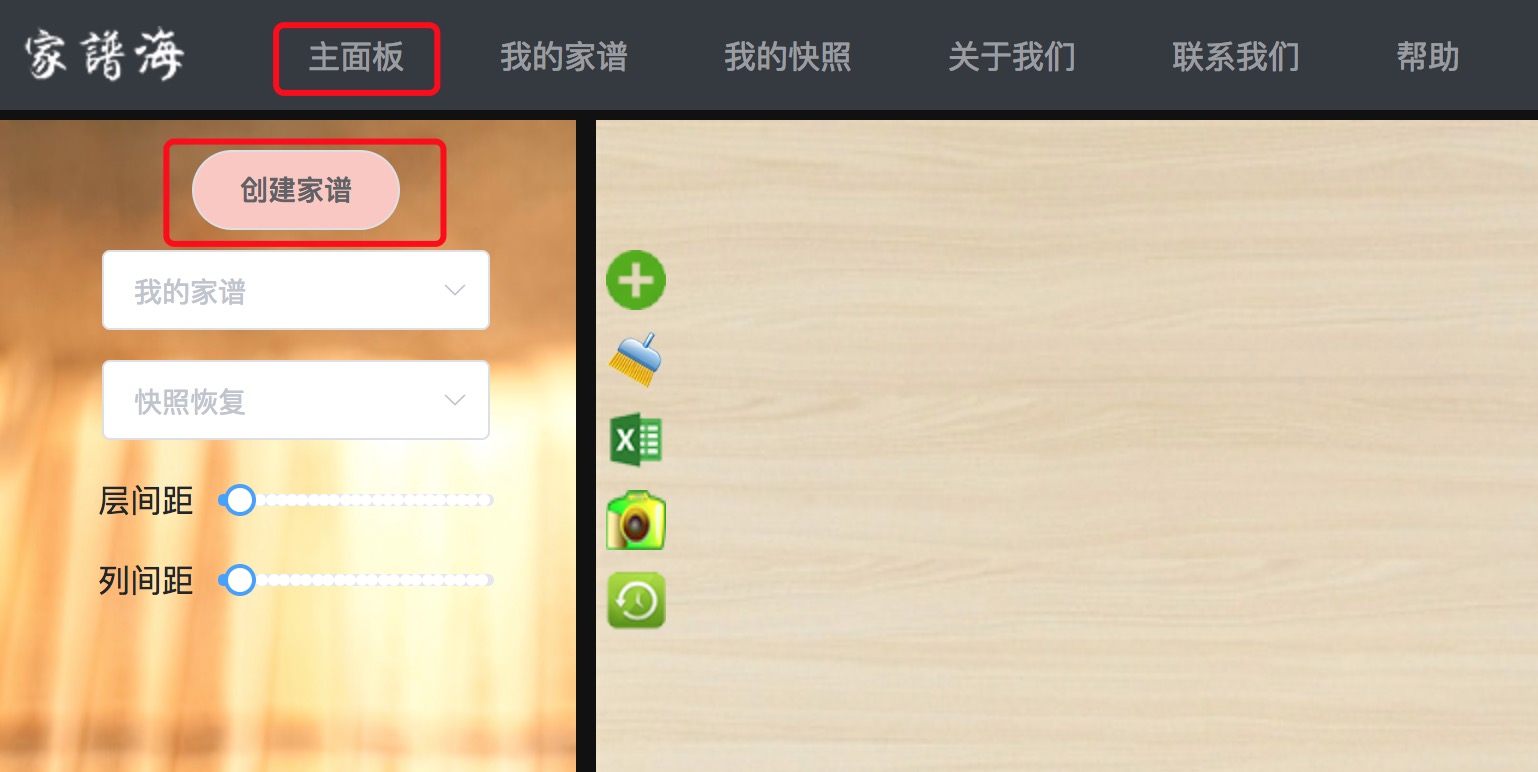 家譜海 主面板 我的家谱 我的快照 关于我们 联系我们 帮助
创建家谱
我的家谱
快照恢复
X
层间距
列间距